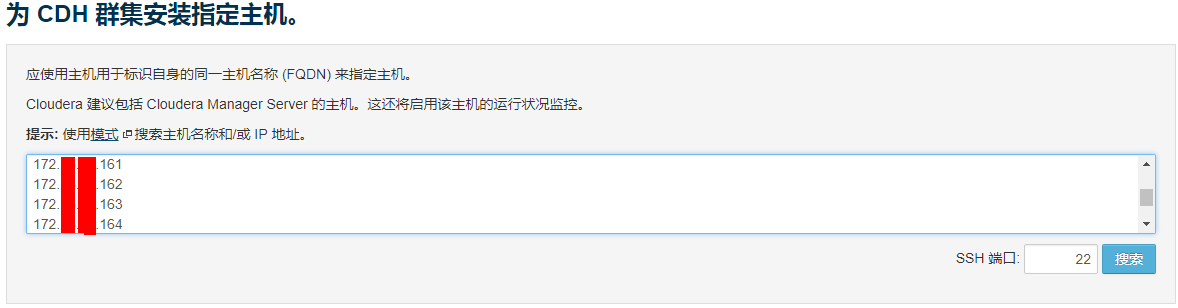 为 CDH 群集安装指定主机。
应使用主机用于标识自身的同一主机名称 (FQDN) 来指定主机。
Cloudera 建议包括 Cloudera Manager Server 的主机。这还将启用该主机的运行状况监控。
提示: 使用模式 搜索主机名称和/或 IP 地址。
172. . .161
172. . .162
172. . .163
172. . .164
SSH 端口: 22 搜索